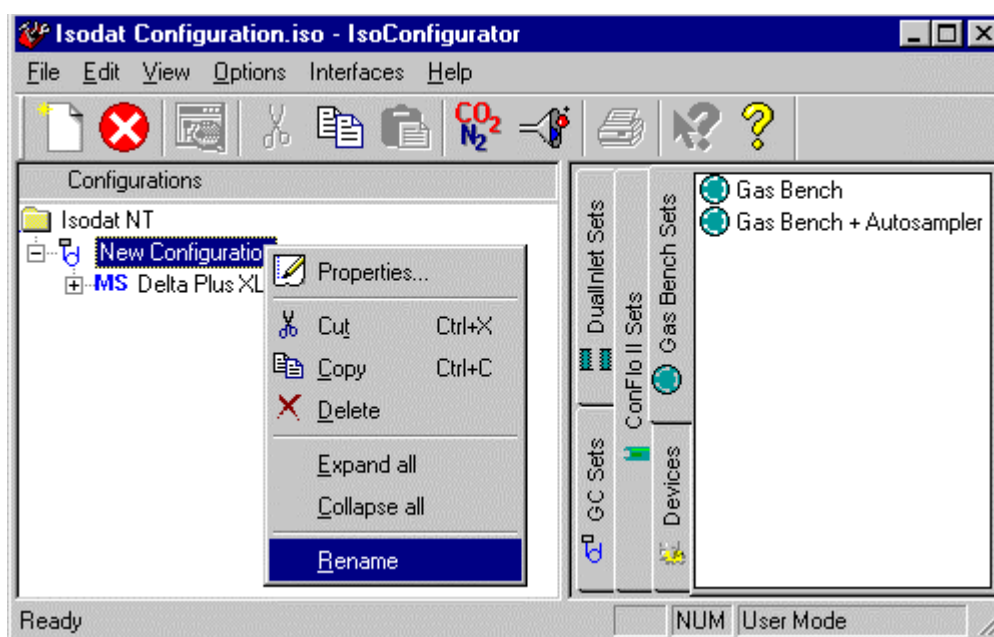 Isodat Configuration.iso - IsoConfigurator
File Edit View Options Interfaces Help
CO2
N2
Configurations
Isodat NT
New Configuratio
MS Delta Plus XL
Properties...
Cut Ctrl+X
Copy Ctrl+C
Delete
Expand all
Collapse all
Rename
DualInlet Sets
GC Sets
ConFlo II Sets
Gas Bench Sets
Devices
Gas Bench
Gas Bench + Autosampler
Ready
NUM
User Mode